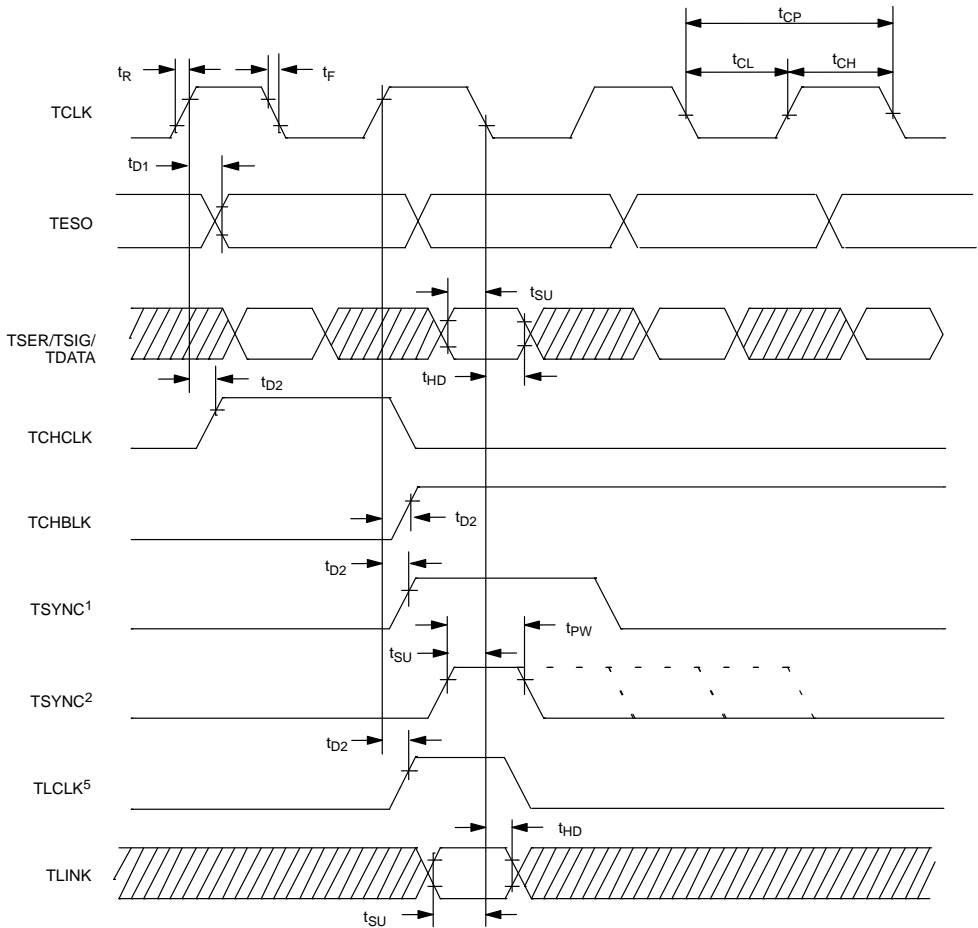 tCP
tR
tF
tCL
tCH
TCLK
tD1
TESO
tSU
TSER/TSIG/
TDATA
tHD
tD2
TCHCLK
TCHBLK
tD2
tD2
TSYNC1
tPW
tSU
TSYNC2
tD2
TLCLK5
tHD
TLINK
tSU